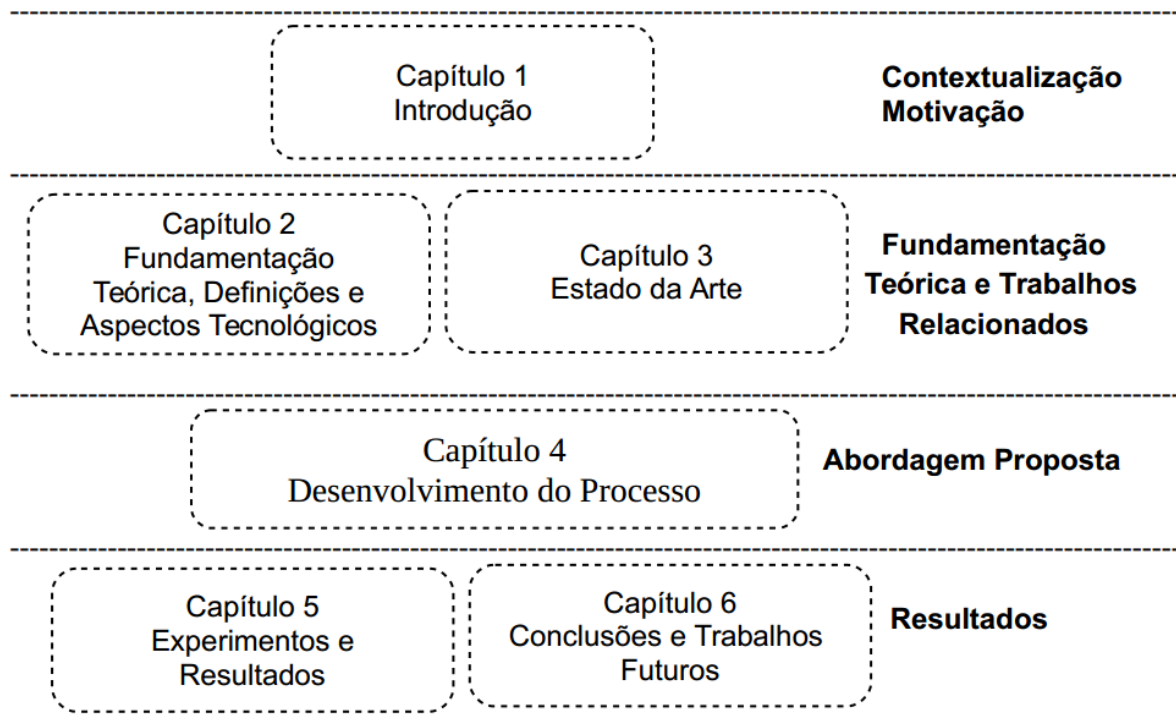 Capítulo 1
Introdução
Contextualização
Motivação
Capítulo 2
Fundamentação
Teórica, Definições e
Aspectos Tecnológicos
Capítulo 3
Estado da Arte
Fundamentação
Teórica e Trabalhos
Relacionados
Capítulo 4
Desenvolvimento do Processo
Abordagem Proposta
Capítulo 5
Experimentos e
Resultados
Capítulo 6
Conclusões e Trabalhos
Futuros
Resultados